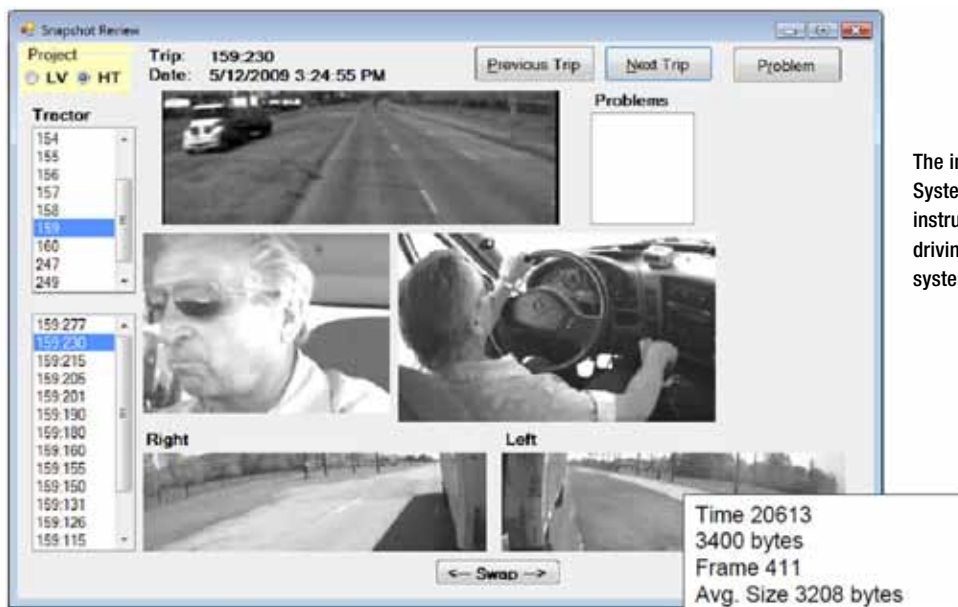 Snapshot Review
Project
LV HT
Trip: 159:230
Date: 5/12/2009 3:24:55 PM
Previous Trip
Next Trip
Problem
Tractor
154
155
156
157
158
159
160
247
249
Problems
159:277
159:230
159:215
159:205
159:201
159:190
159:180
159:160
159:155
159:150
159:131
159:126
159:115
Right
Left
<-- Swap -->
Time 20613
3400 bytes
Frame 411
Avg. Size 3208 bytes
The
Syste
instru
drivin
syste